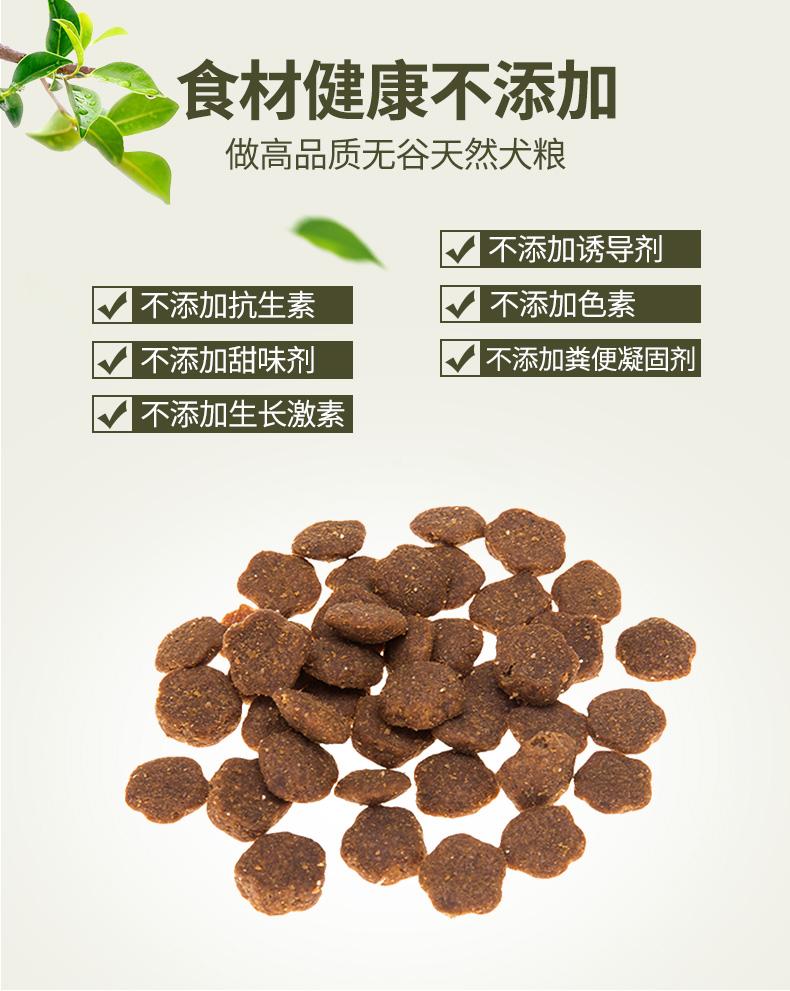 食材健康不添加
做高品质无谷天然犬粮
不添加诱导剂
不添加抗生素
不添加色素
不添加甜味剂
不添加粪便凝固剂
不添加生长激素